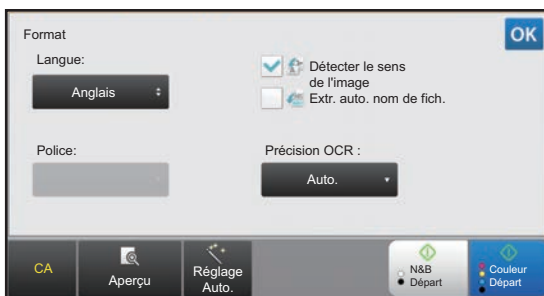 Format
OK
Langue:
Anglais
Détecter le sens
de l'image
Extr. auto. nom de fich.
Police:
Précision OCR :
Auto.
CA
Aperçu
Réglage
Auto.
N&B
Départ
Couleur
Départ